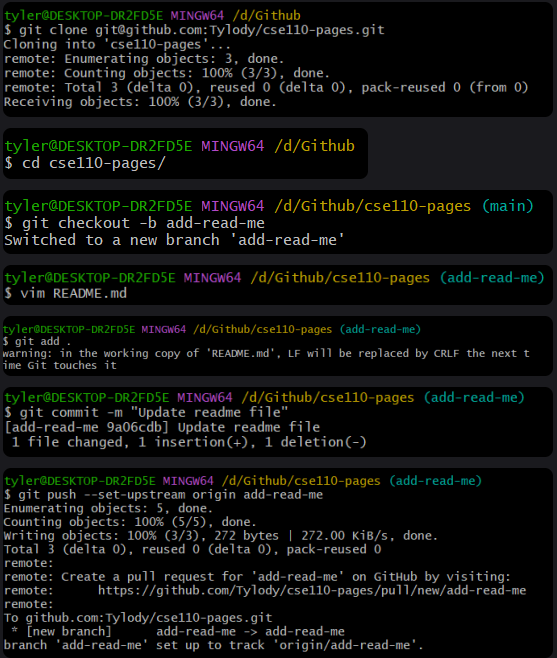 tyler@DESKTOP-DR2FD5E MINGW64 /d/Github
$ git clone git@github.com:Tylody/cse110-pages.git
Cloning into 'cse110-pages'...
remote: Enumerating objects: 3, done.
remote: Counting objects: 100% (3/3), done.
remote: Total 3 (delta 0), reused 0 (delta 0), pack-reused 0 (from 0)
Receiving objects: 100% (3/3), done.
tyler@DESKTOP-DR2FD5E MINGW64 /d/Github
$ cd cse110-pages/
tyler@DESKTOP-DR2FD5E MINGW64 /d/Github/cse110-pages (main)
$ git checkout -b add-read-me
Switched to a new branch 'add-read-me'
tyler@DESKTOP-DR2FD5E MINGW64 /d/Github/cse110-pages (add-read-me)
$ vim README.md
tyler@DESKTOP-DR2FD5E MINGW64 /d/Github/cse110-pages (add-read-me)
$ git add .
warning: in the working copy of 'README.md', LF will be replaced by CRLF the next t
ime Git touches it
tyler@DESKTOP-DR2FD5E MINGW64 /d/Github/cse110-pages (add-read-me)
$ git commit -m "Update readme file"
[add-read-me 9a06cdb] Update readme file
1 file changed, 1 insertion(+), 1 deletion(-)
tyler@DESKTOP-DR2FD5E MINGW64 /d/Github/cse110-pages (add-read-me)
$ git push --set-upstream origin add-read-me
Enumerating objects: 5, done.
Counting objects: 100% (5/5), done.
Writing objects: 100% (3/3), 272 bytes | 272.00 KiB/s, done.
Total 3 (delta 0), reused 0 (delta 0), pack-reused 0
remote:
remote: Create a pull request for 'add-read-me' on GitHub by visiting:
remote:      https://github.com/Tylody/cse110-pages/pull/new/add-read-me
remote:
To github.com:Tylody/cse110-pages.git
* [new branch]      add-read-me -> add-read-me
branch 'add-read-me' set up to track 'origin/add-read-me'.